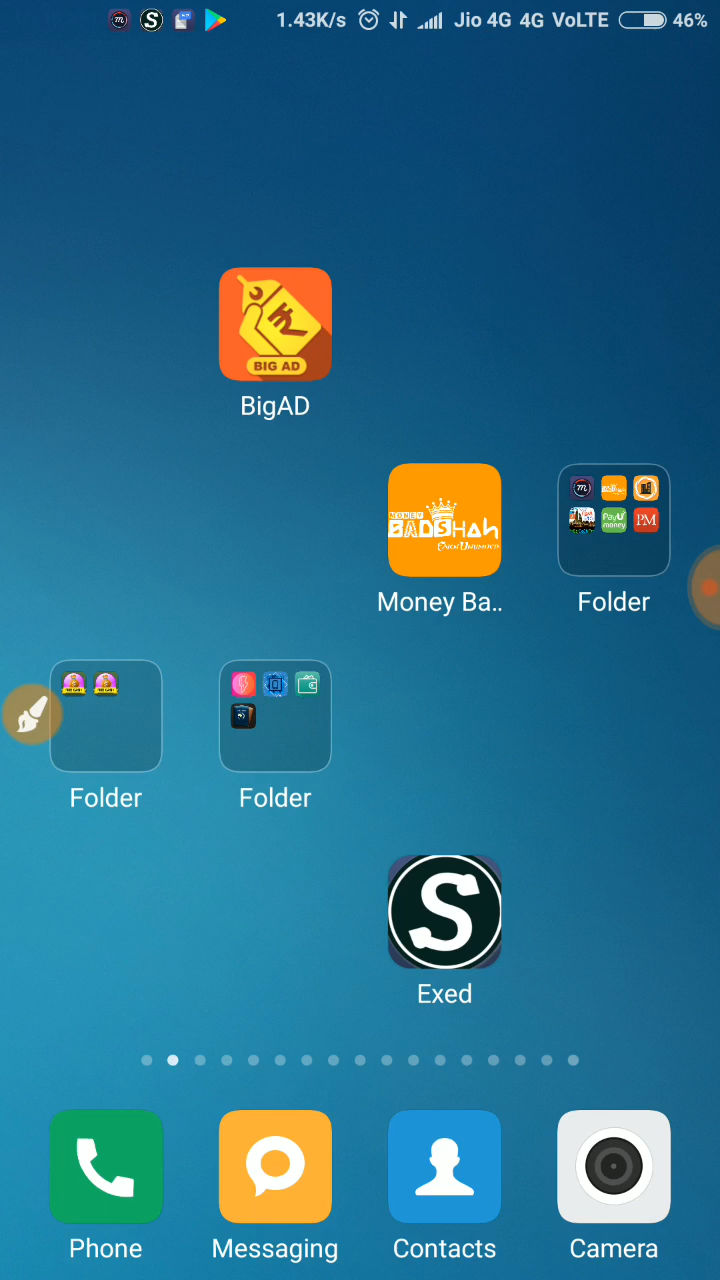 1.43K/s Jio 4G 4G VoLTE 46%
BIG AD
BigAD
MONEY
BADSHAh
EARN UNLIMITED
PayU
money
PM
Money Ba..
Folder
Folder
Folder
S
Exed
Phone
Messaging
Contacts
Camera